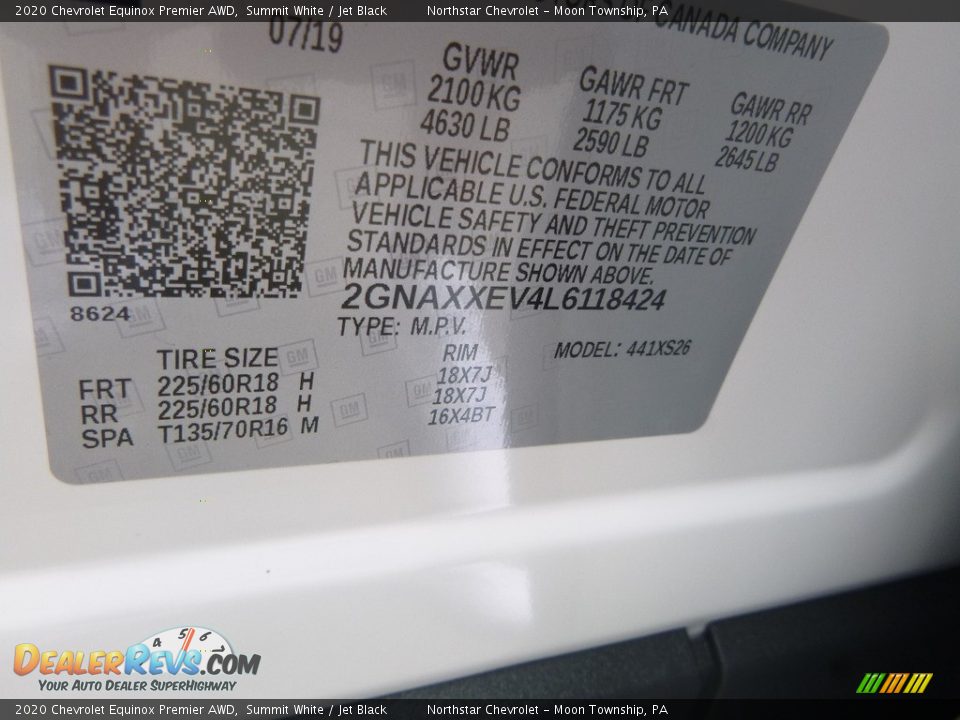 2020 Chevrolet Equinox Premier AWD, Summit White / Jet Black Northstar Chevrolet - Moon Township, PA
OF CANADA COMPANY
07/19
GVWR GAWR FRT GAWR RR
2100 KG 1175 KG 1200 KG
4630 LB 2590 LB 2645 LB
THIS VEHICLE CONFORMS TO ALL
APPLICABLE U.S. FEDERAL MOTOR
VEHICLE SAFETY AND THEFT PREVENTION
STANDARDS IN EFFECT ON THE DATE OF
MANUFACTURE SHOWN ABOVE.
2GNAXXEV4L6118424
8624
TYPE: M.P.V. MODEL: 441XS26
TIRE SIZE RIM
FRT 225/60R18 H 18X7J
RR 225/60R18 H 18X7J
SPA T135/70R16 M 16X4BT
4 5 6
DEALERREVS.COM
YOUR AUTO DEALER SUPERHIGHWAY
2020 Chevrolet Equinox Premier AWD, Summit White / Jet Black Northstar Chevrolet - Moon Township, PA